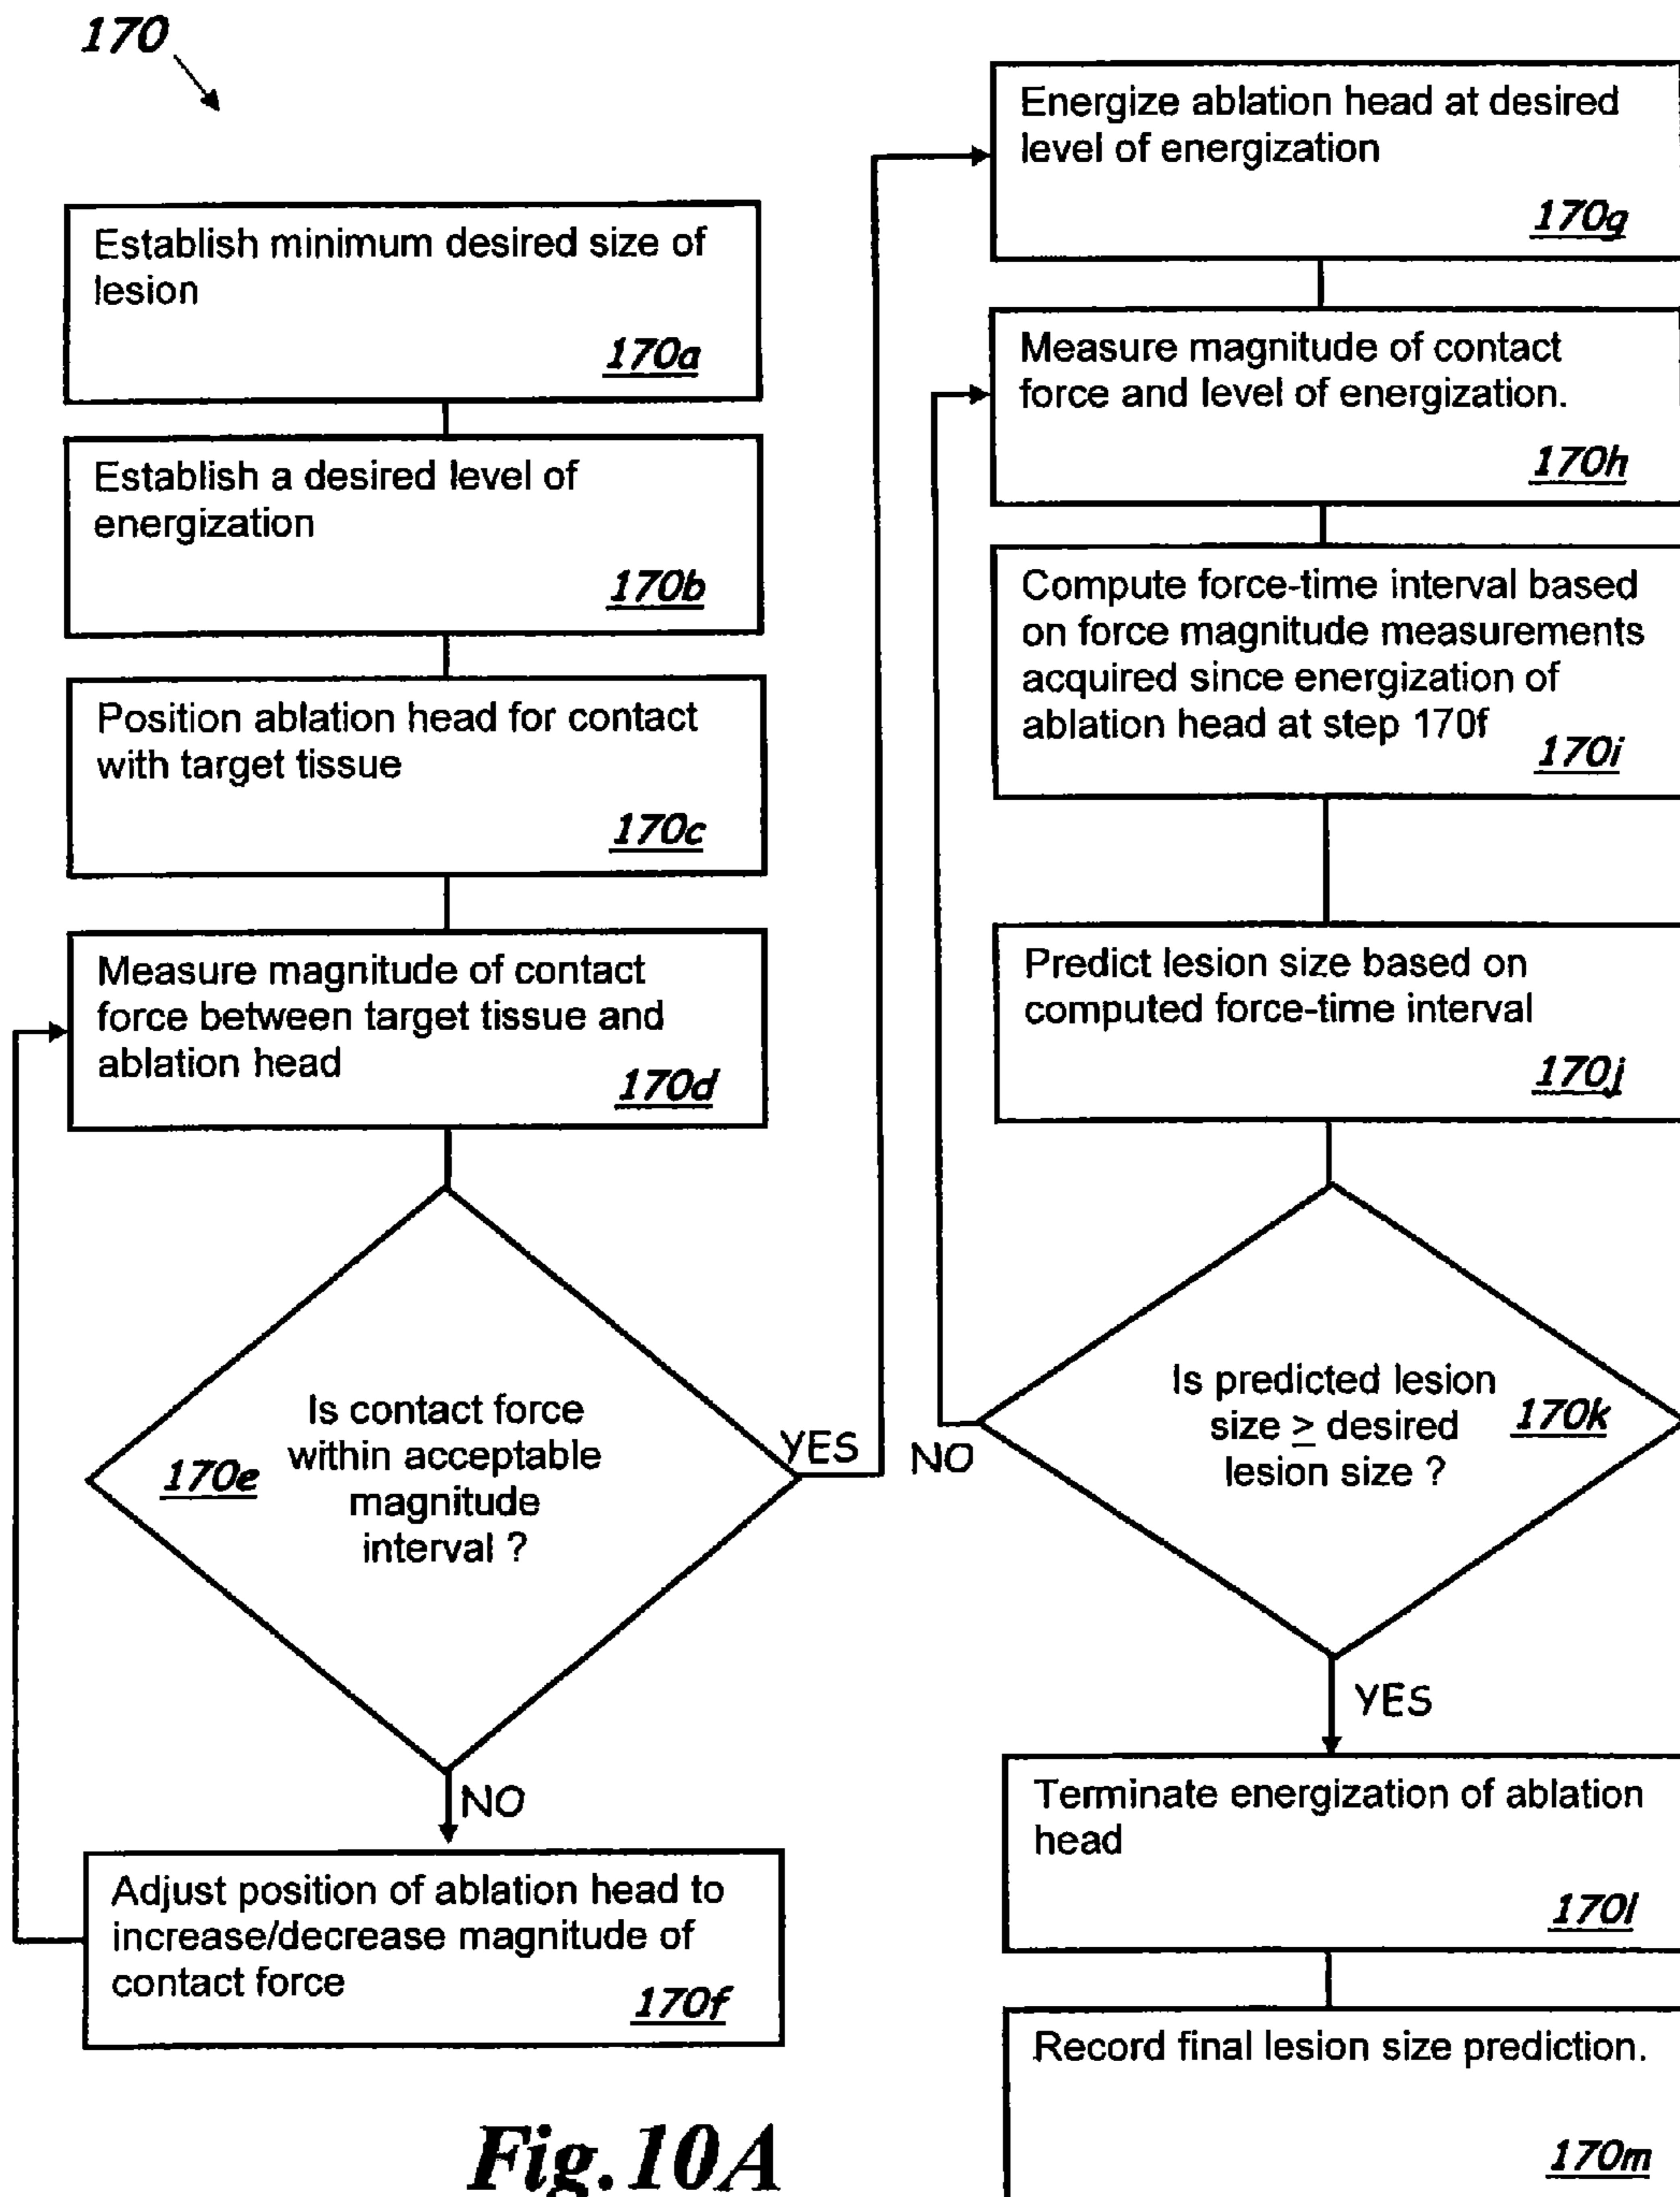 170
Establish minimum desired size of
lesion
170a
Establish a desired level of
energization
170b
Position ablation head for contact
with target tissue
170c
Measure magnitude of contact
force between target tissue and
ablation head
170d
Is contact force
within acceptable
magnitude
interval ?
170e
YES
NO
Adjust position of ablation head to
increase/decrease magnitude of
contact force
170f
Energize ablation head at desired
level of energization
170g
Measure magnitude of contact
force and level of energization.
170h
Compute force-time interval based
on force magnitude measurements
acquired since energization of
ablation head at step 170f
170i
Predict lesion size based on
computed force-time interval
170j
Is predicted lesion
size ≥ desired
lesion size ?
170k
NO
YES
Terminate energization of ablation
head
170l
Record final lesion size prediction.
170m
Fig.10A